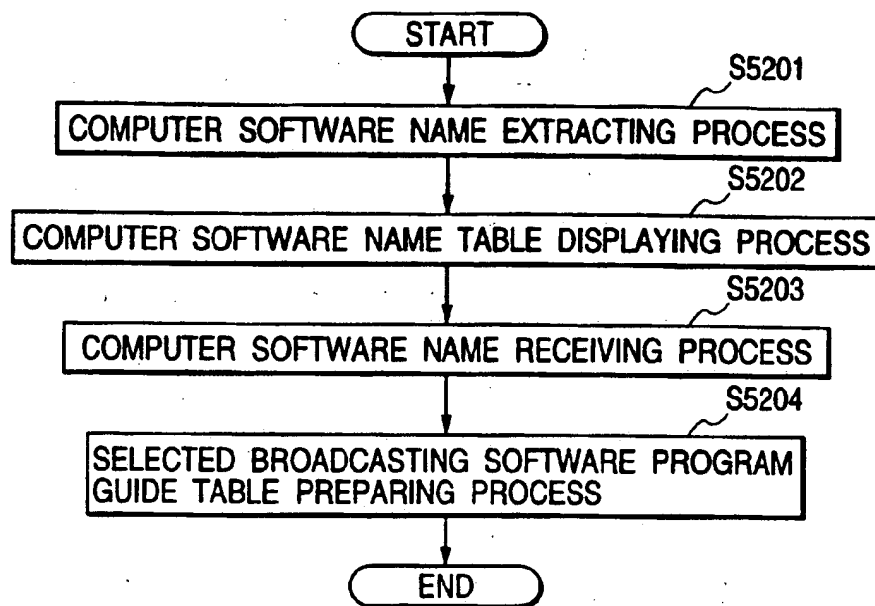 START
S5201
COMPUTER SOFTWARE NAME EXTRACTING PROCESS
S5202
COMPUTER SOFTWARE NAME TABLE DISPLAYING PROCESS
S5203
COMPUTER SOFTWARE NAME RECEIVING PROCESS
S5204
SELECTED BROADCASTING SOFTWARE PROGRAM
GUIDE TABLE PREPARING PROCESS
END